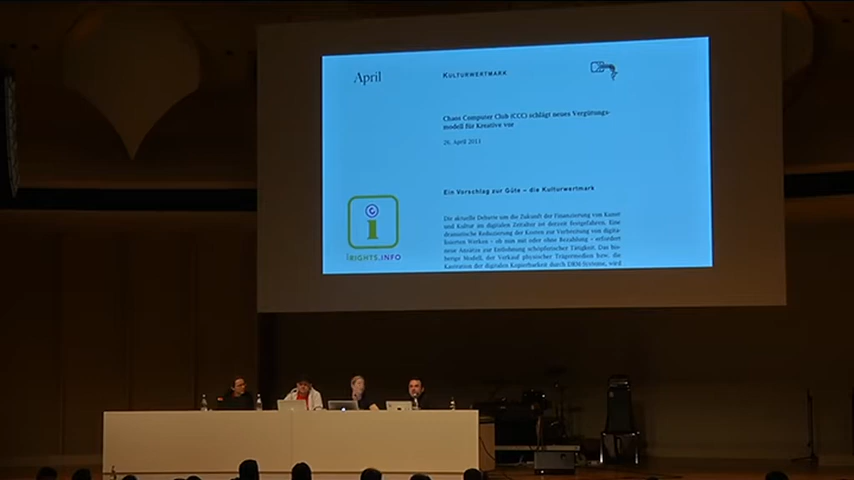 April
KULTURWERTMARK
Chaos Computer Club (CCC) schlägt neues Vergütungs-
modell für Kreative vor
26. April 2011
Ein Vorschlag zur Güte – die Kulturwertmark
Die aktuelle Debatte um die Zukunft der Finanzierung von Kunst
und Kultur im digitalen Zeitalter ist derzeit festgefahren. Eine
dramatische Reduzierung der Kosten zur Verbreitung von digita-
lisierten Werken – ob nun mit oder ohne Bezahlung – erfordert
neue Ansätze zur Entlohnung schöpferischer Tätigkeit. Das bis-
herige Modell, der Verkauf physischer Trägermedien bzw. die
Kastration der digitalen Kopierbarkeit durch DRM-Systeme, wird
c
i
iRIGHTS.INFO